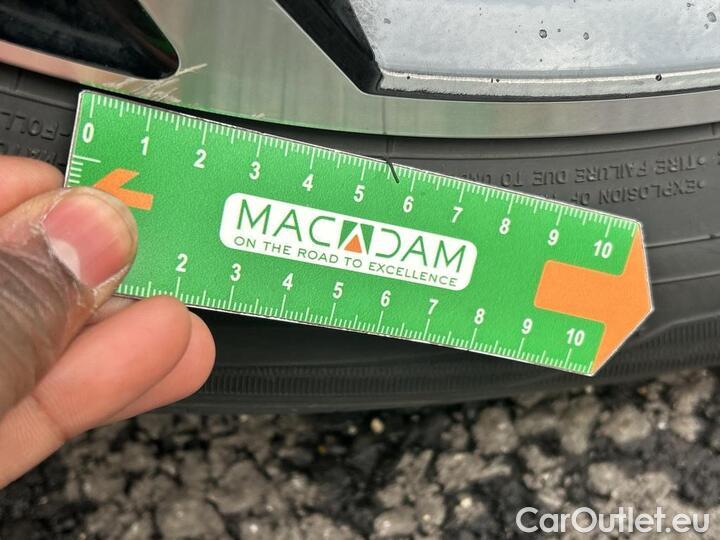 0 1 2 3 4 5 6 7 8 9 10
MACADAM
ON THE ROAD TO EXCELLENCE
2 3 4 5 6 7 8 9 10
•TIRE FAILURE DUE TO
•EXPLOSION OF
CarOutlet.eu